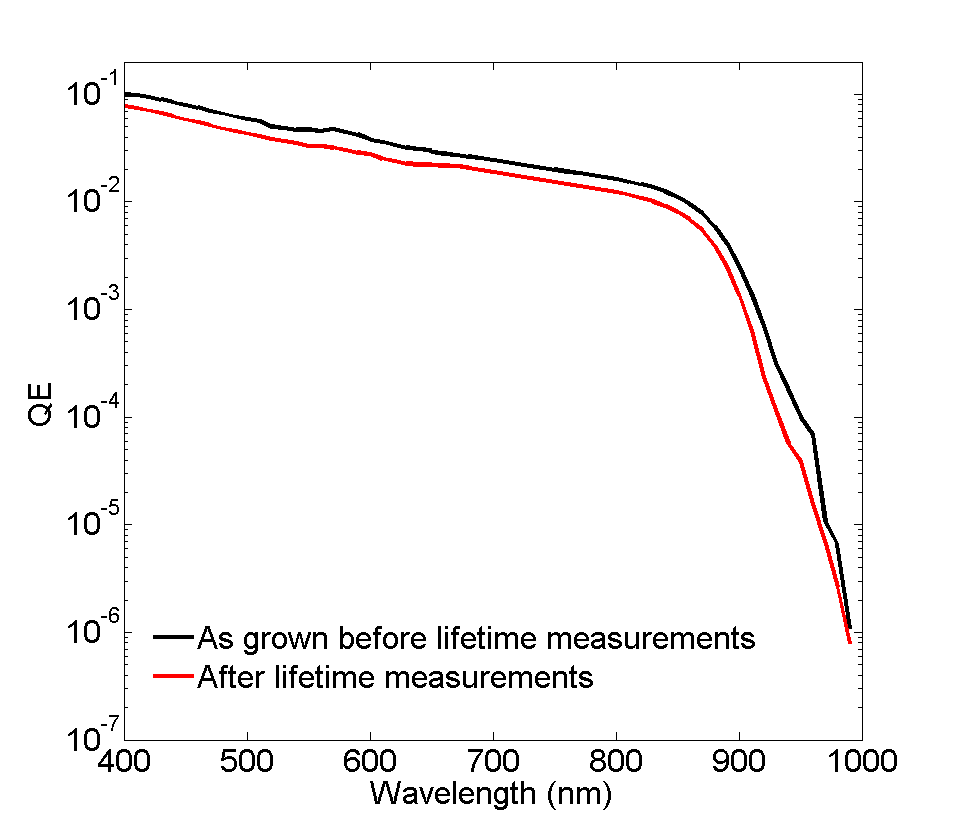 10^-1
10^-2
10^-3
QE
10^-4
10^-5
10^-6
As grown before lifetime measurements
After lifetime measurements
10^-7
400 500 600 700 800 900 1000
Wavelength (nm)